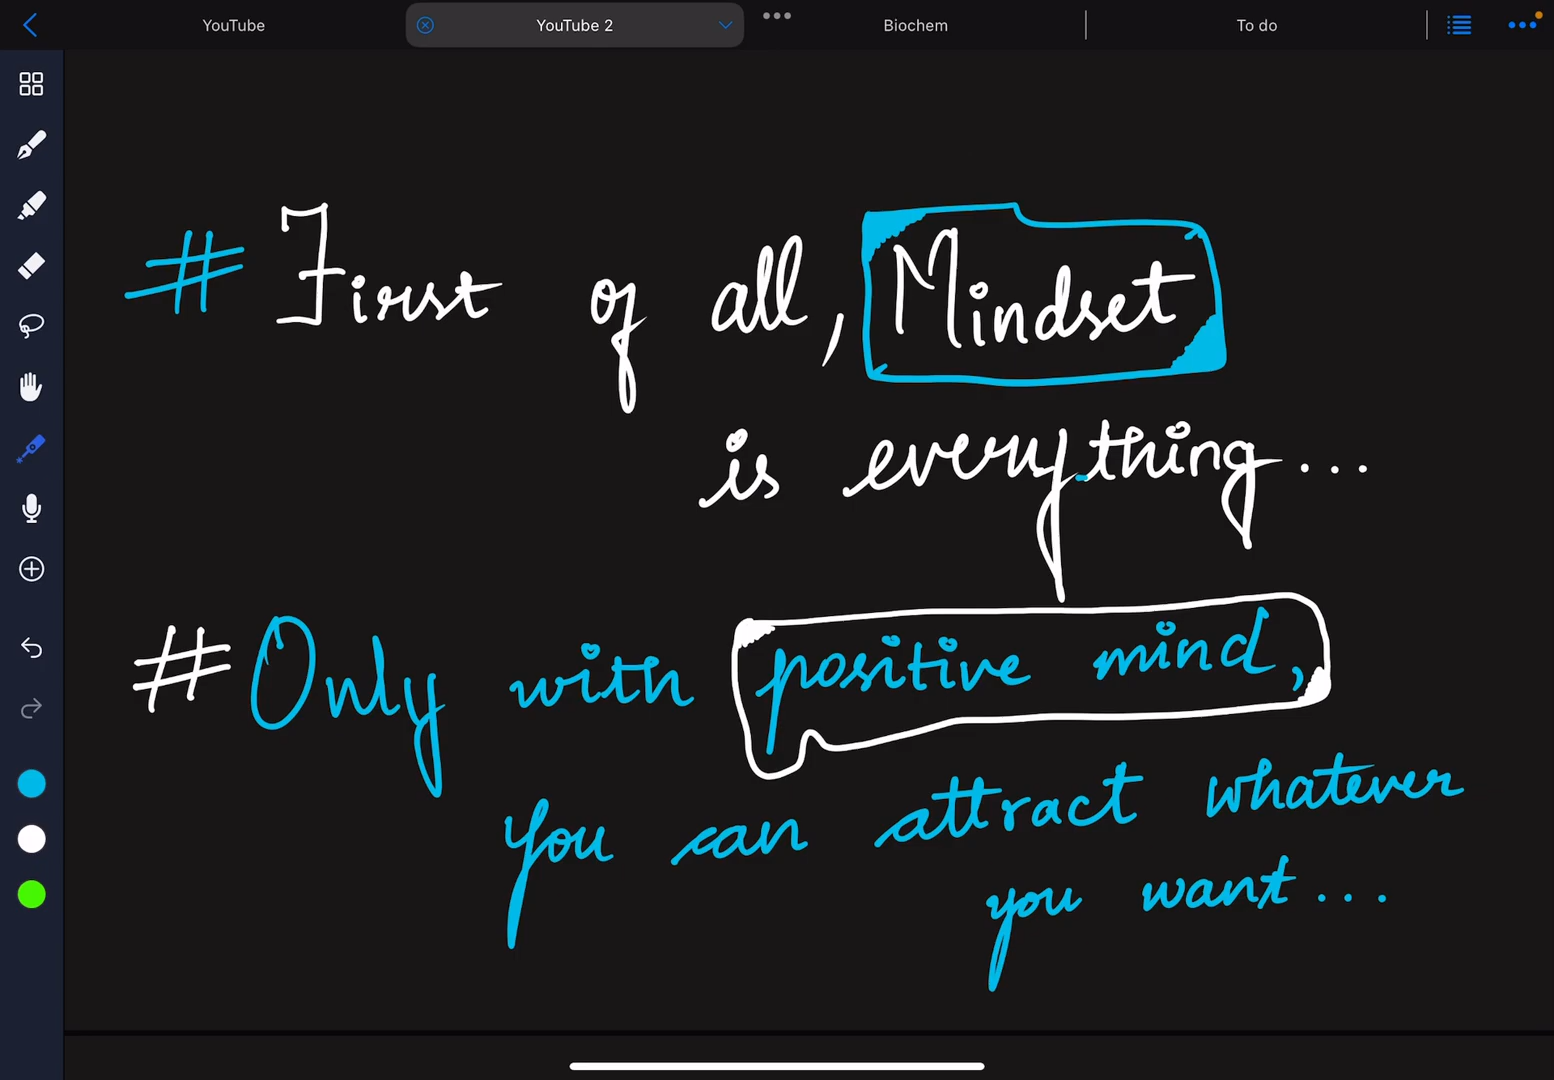 YouTube
YouTube 2
Biochem
To do
# First of all, Mindset
is everything...
# Only with positive mind,
you can attract whatever
you want...